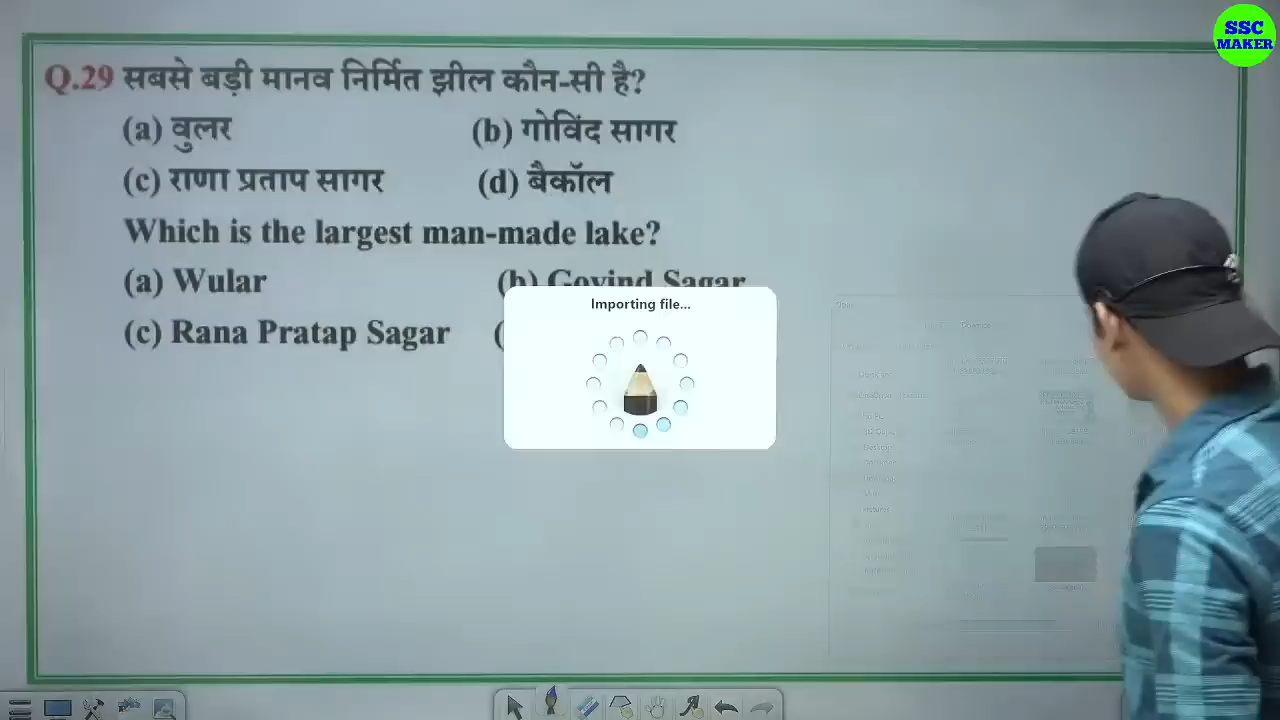 SSC
MAKER
Q.29 सबसे बड़ी मानव निर्मित झील कौन-सी है?
(a) वुलर (b) गोविंद सागर
(c) राणा प्रताप सागर (d) बैकॉल
Which is the largest man-made lake?
(a) Wular (b) Govind Sagar
(c) Rana Pratap Sagar (
Importing file...